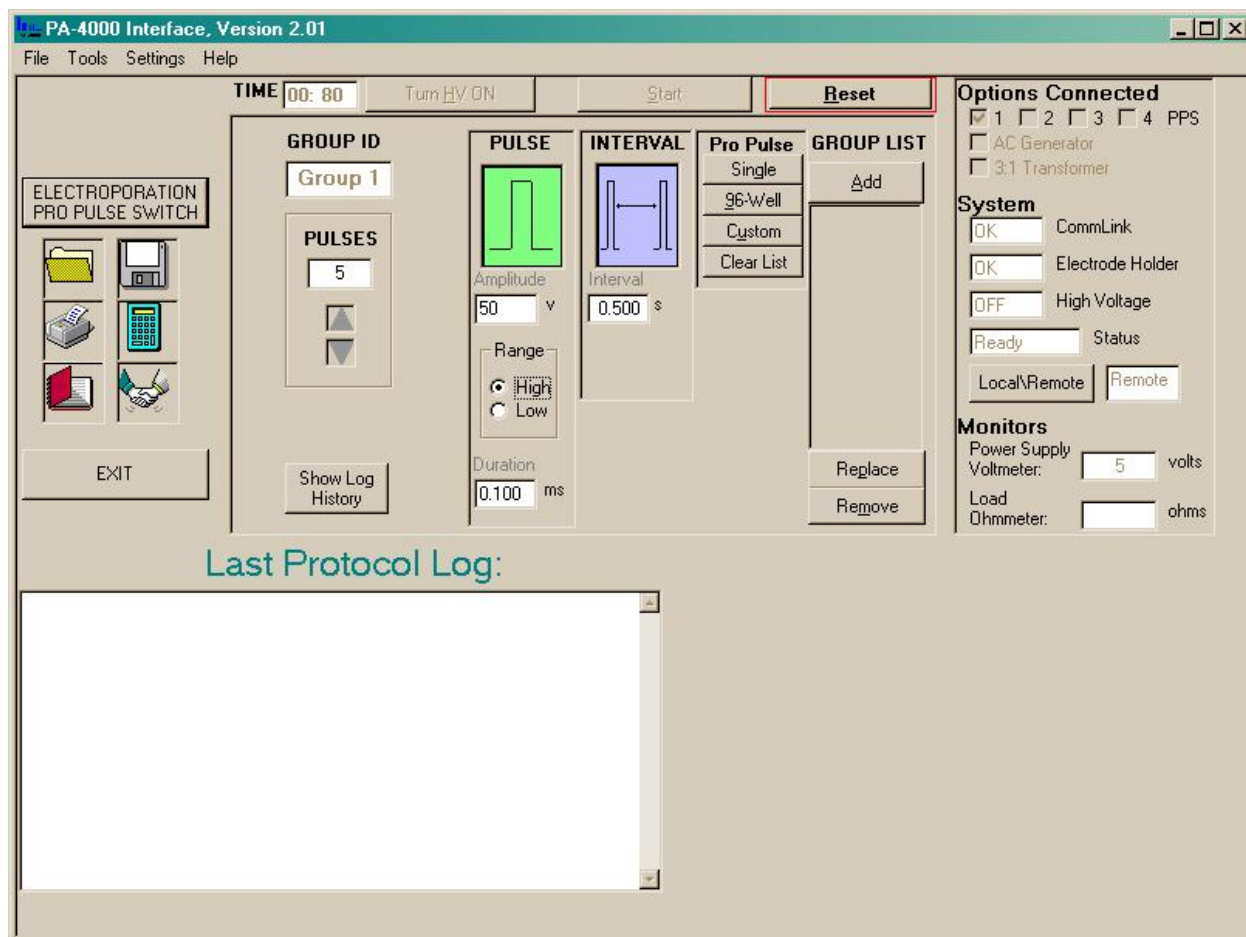 PA-4000 Interface, Version 2.01
File Tools Settings Help
TIME 00: 80 Turn HV ON Start Reset
ELECTROPORATION
PRO PULSE SWITCH
EXIT
GROUP ID
Group 1
PULSES
5
Show Log
History
PULSE
Amplitude
50 v
Range
High
Low
Duration
0.100 ms
INTERVAL
Interval
0.500 s
Pro Pulse
Single
96-Well
Custom
Clear List
GROUP LIST
Add
Replace
Remove
Options Connected
1 2 3 4 PPS
AC Generator
3:1 Transformer
System
OK CommLink
OK Electrode Holder
OFF High Voltage
Ready Status
Local\Remote Remote
Monitors
Power Supply
Voltmeter: 5 volts
Load
Ohmmeter: ohms
Last Protocol Log: